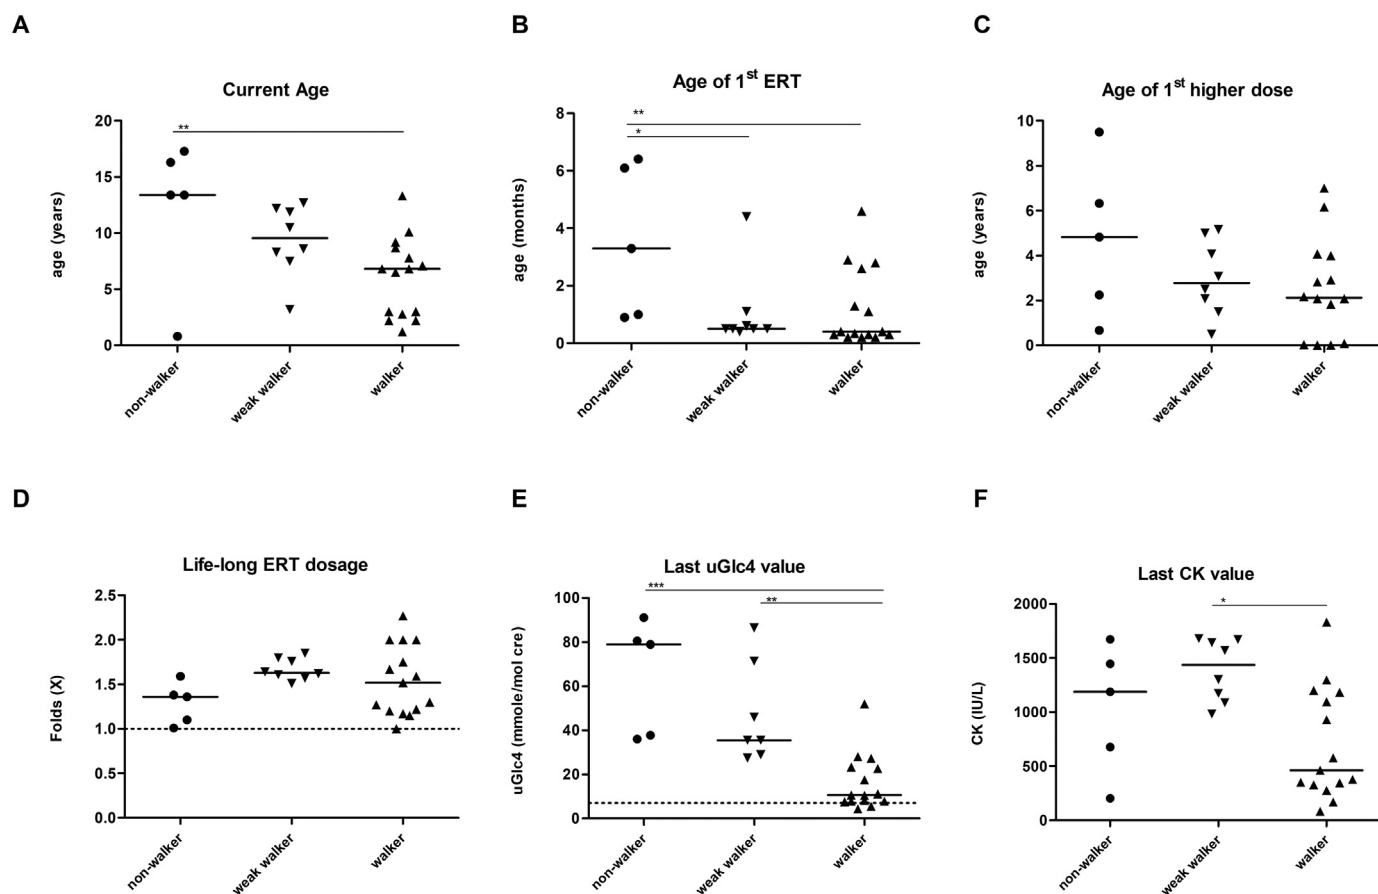 A
B
C
Current Age
Age of 1st ERT
Age of 1st higher dose
20
15
10
5
0
age (years)
**
non-walker
weak walker
walker
8
6
4
2
0
age (months)
**
*
non-walker
weak walker
walker
10
8
6
4
2
0
age (years)
non-walker
weak walker
walker
D
E
F
Life-long ERT dosage
Last uGlc4 value
Last CK value
2.5
2.0
1.5
1.0
0.5
0.0
Folds (X)
non-walker
weak walker
walker
100
80
60
40
20
0
uGlc4 (mmole/mol cre)
***
**
non-walker
weak walker
walker
2000
1500
1000
500
0
CK (IU/L)
*
non-walker
weak walker
walker